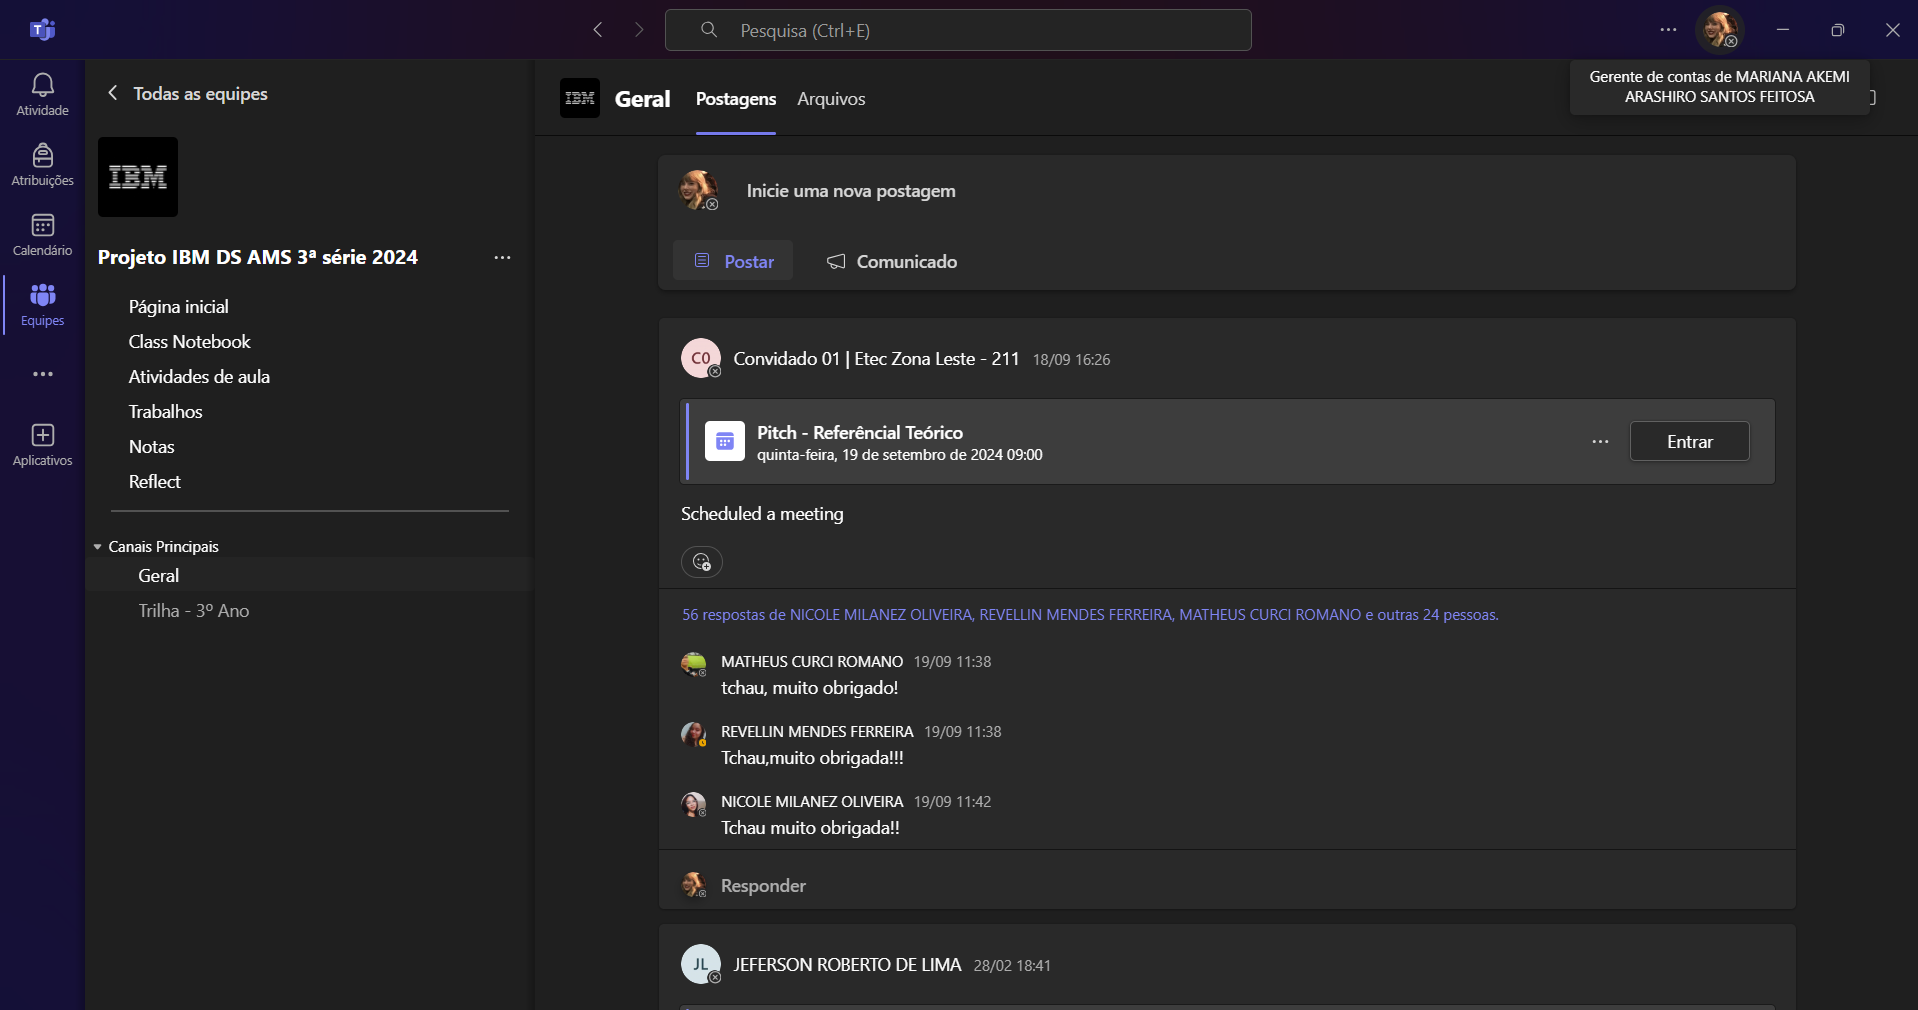 Pesquisa (Ctrl+E)
Gerente de contas de MARIANA AKEMI
ARASHIRO SANTOS FEITOSA
Atividade
Atribuições
Calendário
Equipes
Aplicativos
Todas as equipes
IBM
Projeto IBM DS AMS 3ª série 2024
Página inicial
Class Notebook
Atividades de aula
Trabalhos
Notas
Reflect
Canais Principais
Geral
Trilha - 3º Ano
IBM
Geral
Postagens
Arquivos
Inicie uma nova postagem
Postar
Comunicado
C0
Convidado 01 | Etec Zona Leste - 211 18/09 16:26
Pitch - Referêncial Teórico
quinta-feira, 19 de setembro de 2024 09:00
Entrar
Scheduled a meeting
56 respostas de NICOLE MILANEZ OLIVEIRA, REVELLIN MENDES FERREIRA, MATHEUS CURCI ROMANO e outras 24 pessoas.
MATHEUS CURCI ROMANO 19/09 11:38
tchau, muito obrigado!
REVELLIN MENDES FERREIRA 19/09 11:38
Tchau,muito obrigada!!!
NICOLE MILANEZ OLIVEIRA 19/09 11:42
Tchau muito obrigada!!
Responder
JL
JEFERSON ROBERTO DE LIMA 28/02 18:41